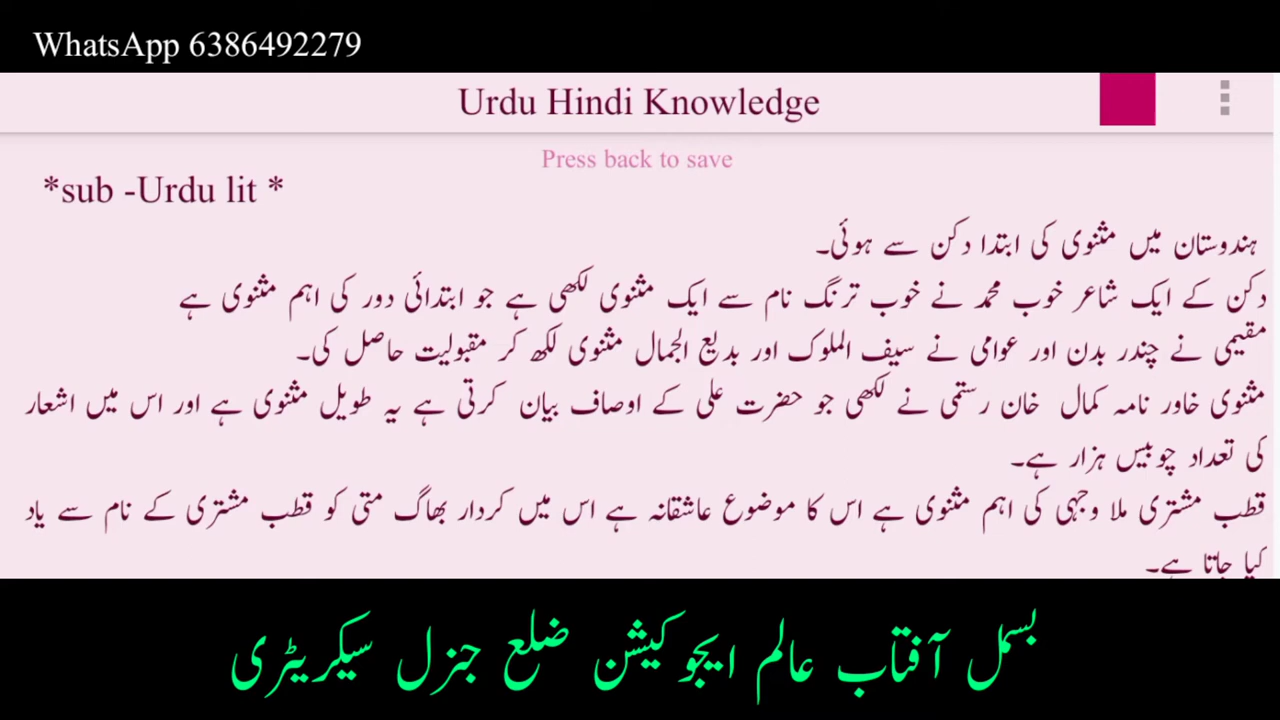 WhatsApp 6386492279
Urdu Hindi Knowledge
Press back to save
*sub -Urdu lit *
ہندوستان میں مثنوی کی ابتدا دکن سے ہوئی۔
دکن کے ایک شاعر خوب محمد نے خوب ترنگ نام سے ایک مثنوی لکھی ہے جو ابتدائی دور کی اہم مثنوی ہے
مقیمی نے چندر بدن اور عوامی نے سیف الملوک اور بدیع الجمال مثنوی لکھ کر مقبولیت حاصل کی۔
مثنوی خاور نامہ کمال خان رستمی نے لکھی جو حضرت علی کے اوصاف بیان کرتی ہے یہ طویل مثنوی ہے اور اس میں اشعار
کی تعداد چوبیس ہزار ہے۔
قطب مشتری ملا وجہی کی اہم مثنوی ہے اس کا موضوع عاشقانہ ہے اس میں کردار بھاگ متی کو قطب مشتری کے نام سے یاد
کیا جاتا ہے۔
بسمل آفتاب عالم ایجوکیشن ضلع جنرل سیکریٹری